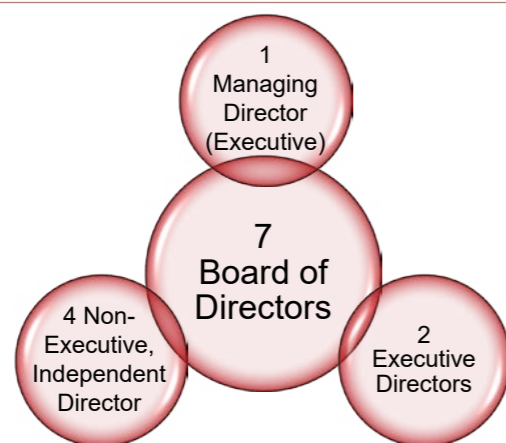 1
Managing
Director
(Executive)
7
Board of
Directors
4 Non-
Executive,
Independent
Director
2
Executive
Directors